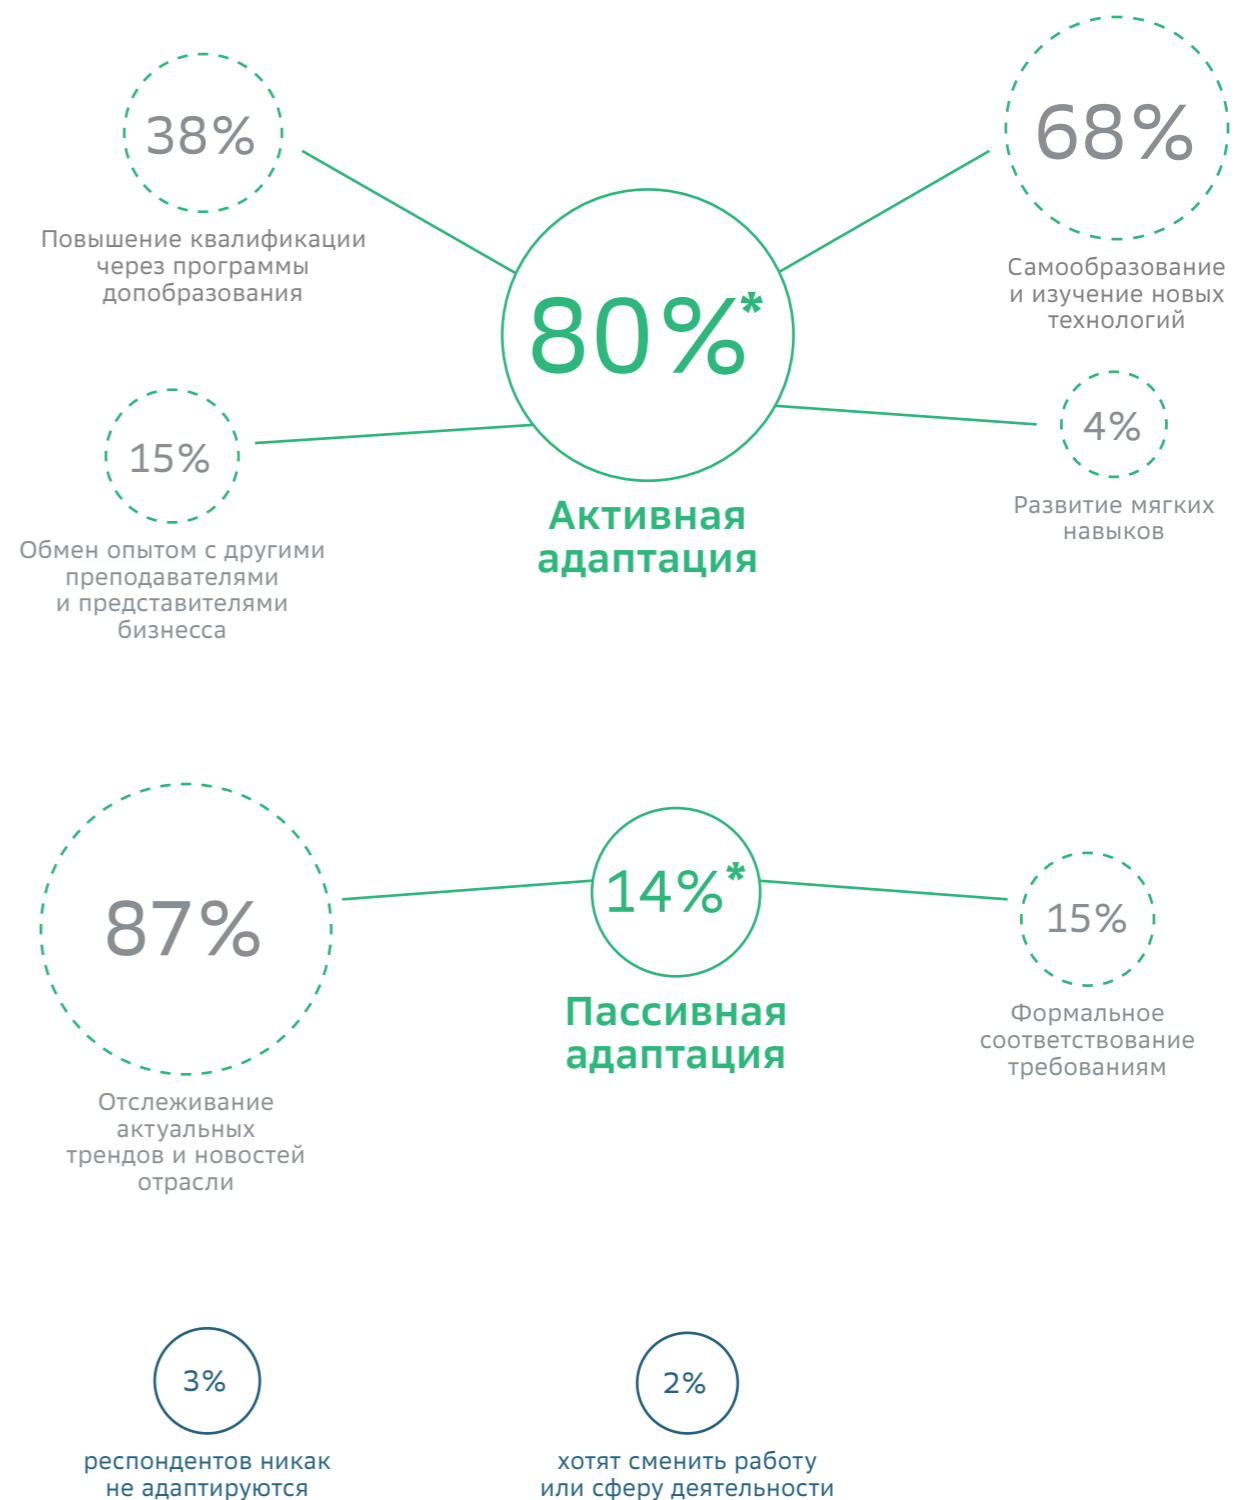 38%
Повышение квалификации
через программы
допобразования
68%
Самообразование
и изучение новых
технологий
80%*
Активная
адаптация
15%
Обмен опытом с другими
преподавателями
и представителями
бизнесса
4%
Развитие мягких
навыков
87%
Отслеживание
актуальных
трендов и новостей
отрасли
14%*
Пассивная
адаптация
15%
Формальное
соответствование
требованиям
3%
респондентов никак
не адаптируются
2%
хотят сменить работу
или сферу деятельности